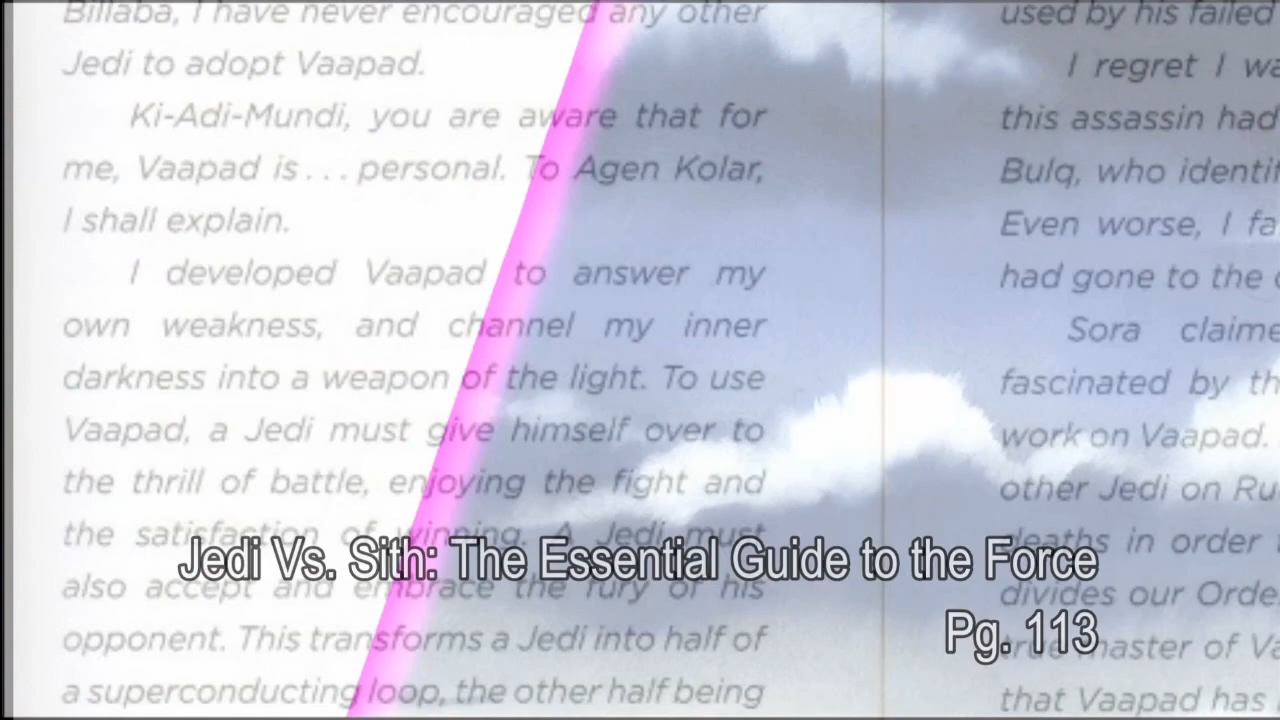 Billaba, I have never encouraged any other
Jedi to adopt Vaapad.
Ki-Adi-Mundi, you are aware that for
me, Vaapad is . . . personal. To Agen Kolar,
I shall explain.
I developed Vaapad to answer my
own weakness, and channel my inner
darkness into a weapon of the light. To use
Vaapad, a Jedi must give himself over to
the thrill of battle, enjoying the fight and
the satisfaction of winning. A Jedi must
also accept and embrace the fury of his
opponent. This transforms a Jedi into half of
a superconducting loop, the other half being
used by his failed
I regret I wa
this assassin had
Bulq, who identif
Even worse, I fa
had gone to the
Sora claime
fascinated by th
work on Vaapad.
other Jedi on Ru
deaths in order
divides our Orde
true master of Va
that Vaapad has
Jedi Vs. Sith: The Essential Guide to the Force
Pg. 113